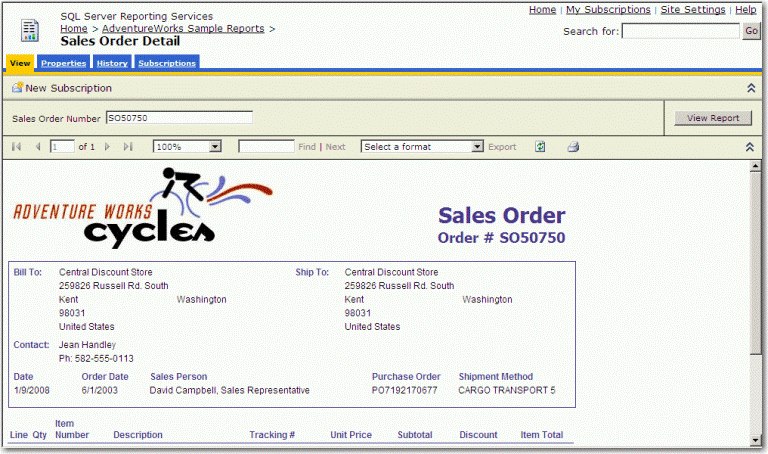 SQL Server Reporting Services
Home | My Subscriptions | Site Settings | Help
Home > AdventureWorks Sample Reports >
Sales Order Detail
Search for: Go
View Properties History Subscriptions
New Subscription
Sales Order Number SO50750 View Report
1 of 1 100% Find | Next Select a format Export
ADVENTURE WORKS
cycles
Sales Order
Order # SO50750
Bill To: Central Discount Store Ship To: Central Discount Store
259826 Russell Rd. South 259826 Russell Rd. South
Kent Washington Kent Washington
98031 98031
United States United States
Contact: Jean Handley
Ph: 582-555-0113
Date Order Date Sales Person Purchase Order Shipment Method
1/9/2008 6/1/2003 David Campbell, Sales Representative PO7192170677 CARGO TRANSPORT 5
Item
Line Qty Number Description Tracking # Unit Price Subtotal Discount Item Total